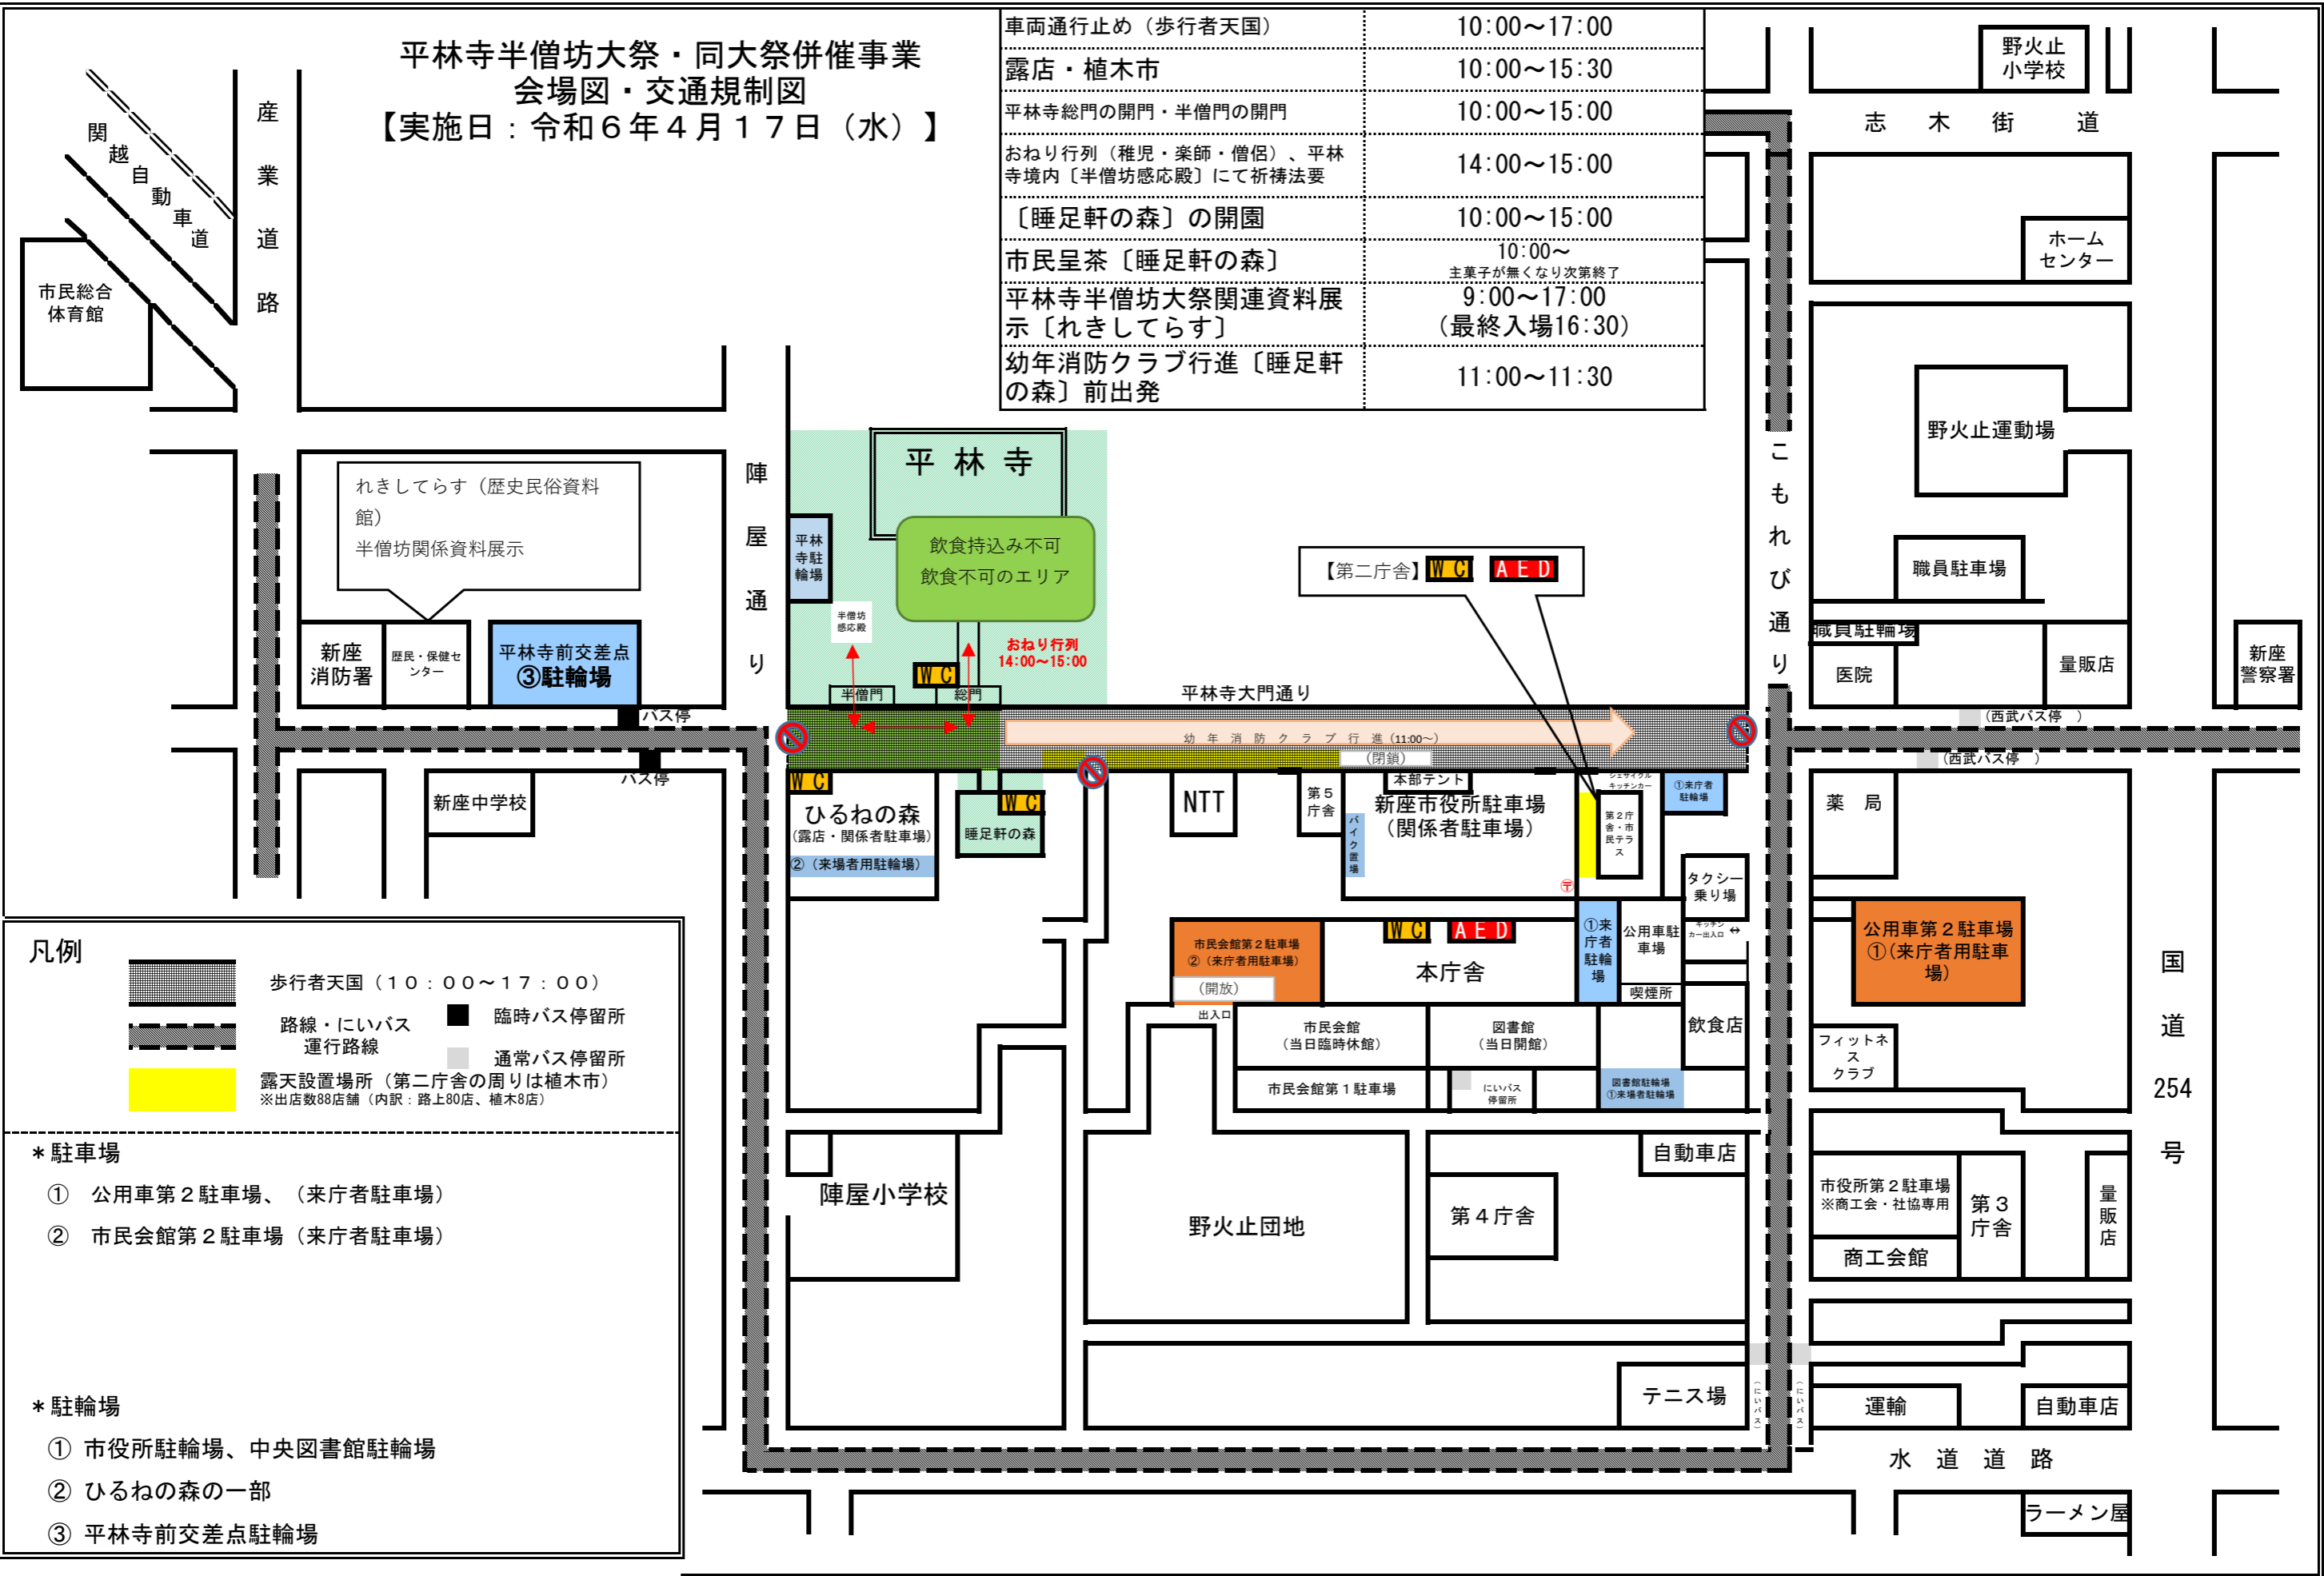 平林寺半僧坊大祭・同大祭併催事業
会場図・交通規制図
【実施日：令和６年４月１７日（水）】
車両通行止め（歩行者天国） 10:00～17:00
露店・植木市 10:00～15:30
平林寺総門の開門・半僧門の開門 10:00～15:00
おねり行列（稚児・楽師・僧侶）、平林
寺境内〔半僧坊感応殿〕にて祈祷法要 14:00～15:00
〔睡足軒の森〕の開園 10:00～15:00
市民呈茶〔睡足軒の森〕 10:00～
主菓子が無くなり次第終了
平林寺半僧坊大祭関連資料展
示〔れきしてらす〕 9:00～17:00
（最終入場16:30）
幼年消防クラブ行進〔睡足軒
の森〕前出発 11:00～11:30
関越自動車道
産業道路
市民総合
体育館
野火止
小学校
志木街道
ホーム
センター
野火止運動場
職員駐車場
職員駐輪場
医院
量販店
新座
警察署
こもれび通り
陣屋通り
平林寺
平林
寺駐
輪場
飲食持込み不可
飲食不可のエリア
半僧坊
感応殿
おねり行列
14:00～15:00
WC
半僧門
総門
れきしてらす（歴史民俗資料
館）
半僧坊関係資料展示
新座
消防署
歴民・保健セ
ンター
平林寺前交差点
③駐輪場
バス停
バス停
新座中学校
【第二庁舎】 WC AED
平林寺大門通り
幼年消防クラブ行進(11:00～)
（閉鎖）
（西武バス停　）
（西武バス停　）
WC
ひるねの森
（露店・関係者駐車場）
②（来場者用駐輪場）
WC
睡足軒の森
NTT
第５
庁舎
本部テント
新座市役所駐車場
（関係者駐車場）
バイク置場
〒
シェサイクル
キッチンカー
第２庁
舎・市
民テラ
ス
①来庁者
駐輪場
タクシー
乗り場
キッチン
カー出入口 ↔
薬局
公用車第２駐車場
①(来庁者用駐車
場)
市民会館第２駐車場
②（来庁者用駐車場）
（開放）
出入口
WC AED
本庁舎
①来
庁者
駐輪
場
公用車駐
車場
喫煙所
飲食店
市民会館
（当日臨時休館）
図書館
（当日開館）
市民会館第１駐車場
にいバス
停留所
図書館駐輪場
①来場者駐輪場
フィットネ
ス
クラブ
国道254号
陣屋小学校
野火止団地
第４庁舎
自動車店
市役所第２駐車場
※商工会・社協専用
第３
庁舎
商工会館
量販店
テニス場
（にいバス）
（にいバス）
運輸
自動車店
水道道路
ラーメン屋
凡例
歩行者天国（１０：００～１７：００）
路線・にいバス
運行路線
臨時バス停留所
通常バス停留所
露天設置場所（第二庁舎の周りは植木市）
※出店数88店舗（内訳：路上80店、植木8店）
＊駐車場
①　公用車第２駐車場、（来庁者駐車場）
②　市民会館第２駐車場（来庁者駐車場）
＊駐輪場
① 市役所駐輪場、中央図書館駐輪場
② ひるねの森の一部
③ 平林寺前交差点駐輪場